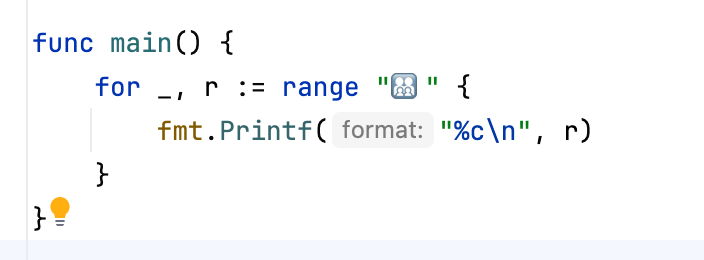 func main() {
for _, r := range "👨‍👩‍👧‍👦" {
fmt.Printf( format: "%c\n", r)
}
}